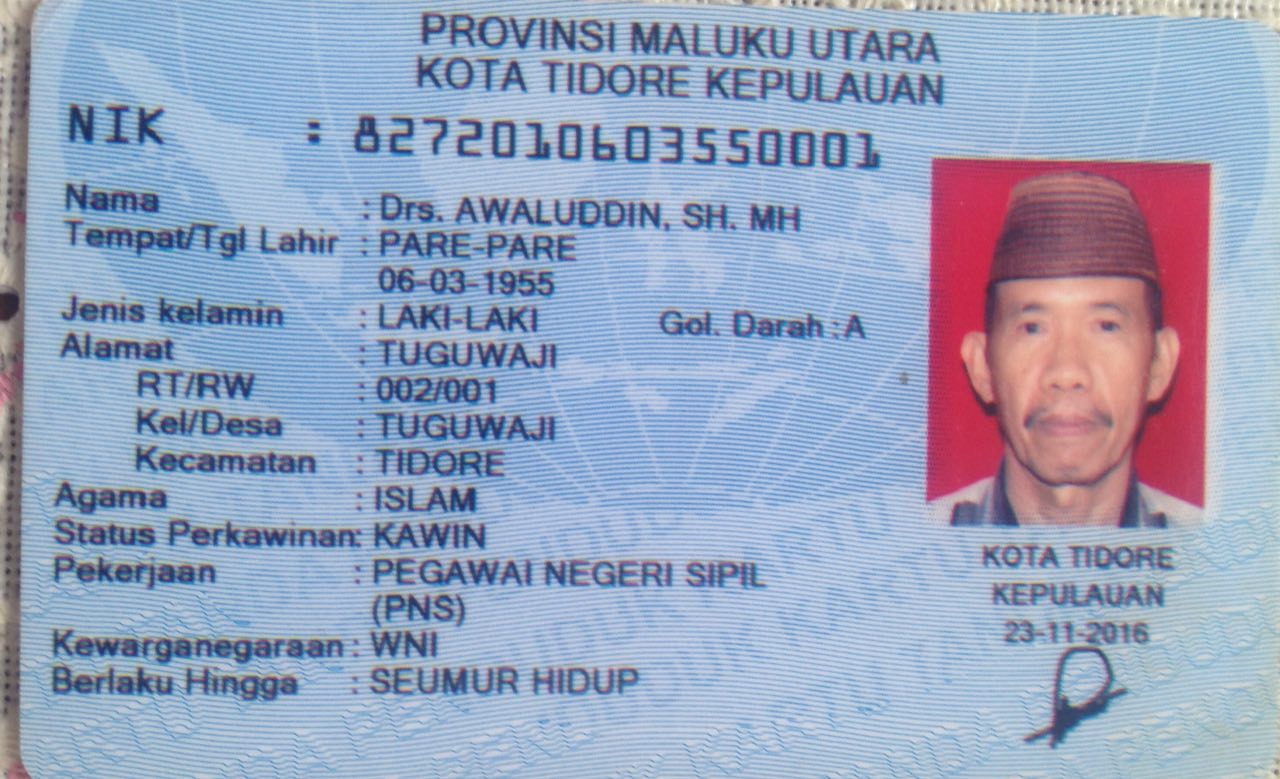 PROVINSI MALUKU UTARA
KOTA TIDORE KEPULAUAN
NIK : 8272010603550001
Nama : Drs. AWALUDDIN, SH. MH
Tempat/Tgl Lahir : PARE-PARE
06-03-1955
Jenis kelamin : LAKI-LAKI Gol. Darah : A
Alamat : TUGUWAJI
RT/RW : 002/001
Kel/Desa : TUGUWAJI
Kecamatan : TIDORE
Agama : ISLAM
Status Perkawinan: KAWIN
Pekerjaan : PEGAWAI NEGERI SIPIL
(PNS)
Kewarganegaraan : WNI
Berlaku Hingga : SEUMUR HIDUP
KOTA TIDORE
KEPULAUAN
23-11-2016